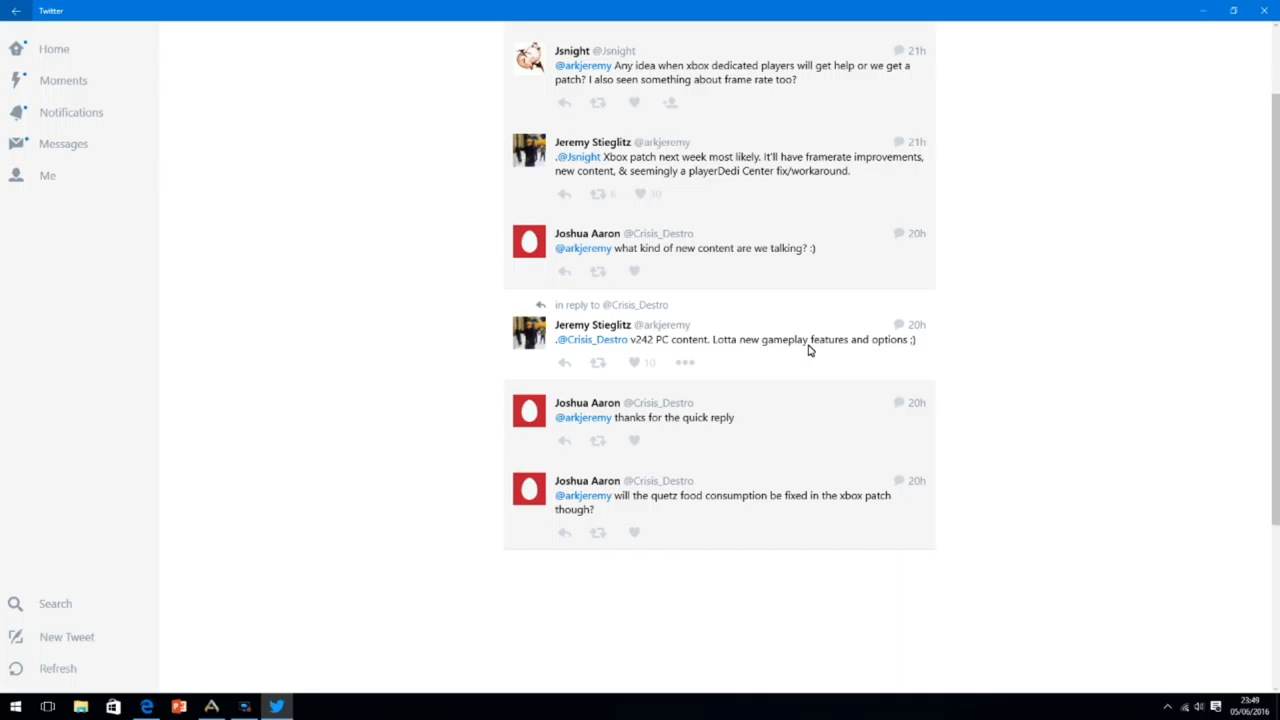 Twitter
Home
Moments
Notifications
Messages
Me
Search
New Tweet
Refresh
Jsnight @Jsnight 21h
@arkjeremy Any idea when xbox dedicated players will get help or we get a
patch? I also seen something about frame rate too?
Jeremy Stieglitz @arkjeremy 21h
.@Jsnight Xbox patch next week most likely. It'll have framerate improvements,
new content, & seemingly a playerDedi Center fix/workaround.
6 30
Joshua Aaron @Crisis_Destro 20h
@arkjeremy what kind of new content are we talking? :)
in reply to @Crisis_Destro
Jeremy Stieglitz @arkjeremy 20h
.@Crisis_Destro v242 PC content. Lotta new gameplay features and options ;)
10
Joshua Aaron @Crisis_Destro 20h
@arkjeremy thanks for the quick reply
Joshua Aaron @Crisis_Destro 20h
@arkjeremy will the quetz food consumption be fixed in the xbox patch
though?
23:49
05/06/2016